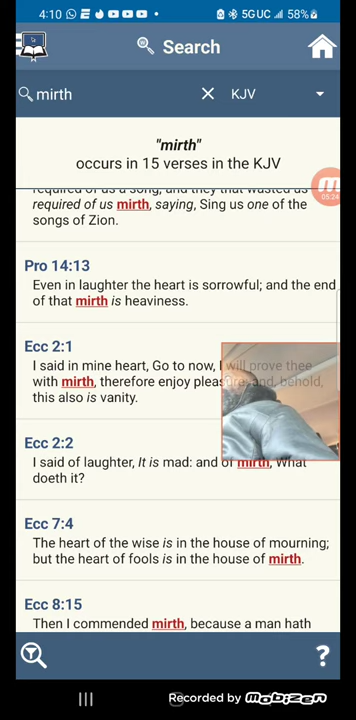 4:10 5GUC 58%
Search
mirth KJV
"mirth"
occurs in 15 verses in the KJV
required of us a song; and they that wasted us
required of us mirth, saying, Sing us one of the
songs of Zion.
05:24
Pro 14:13
Even in laughter the heart is sorrowful; and the end
of that mirth is heaviness.
Ecc 2:1
I said in mine heart, Go to now, I will prove thee
with mirth, therefore enjoy pleasure: and, behold,
this also is vanity.
Ecc 2:2
I said of laughter, It is mad: and of mirth, What
doeth it?
Ecc 7:4
The heart of the wise is in the house of mourning;
but the heart of fools is in the house of mirth.
Ecc 8:15
Then I commended mirth, because a man hath
?
Recorded by Mobizen